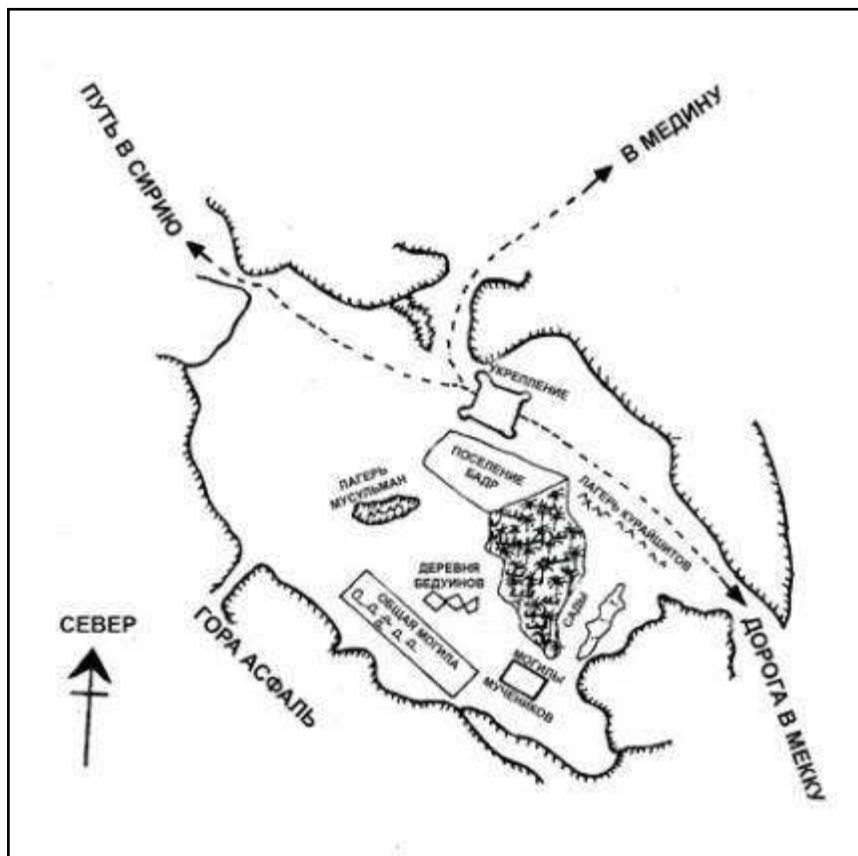 ПУТЬ В СИРИЮ
В МЕДИНУ
УКРЕПЛЕНИЕ
ПОСЕЛЕНИЕ
БАДР
ЛАГЕРЬ
МУСУЛЬМАН
ЛАГЕРЬ КУРАЙШИТОВ
ДЕРЕВНЯ
БЕДУИНОВ
ОБЩАЯ МОГИЛА
САДЫ
МОГИЛЫ
МУЧЕНИКОВ
СЕВЕР
ГОРА АСФАЛЬ
ДОРОГА В МЕККУ